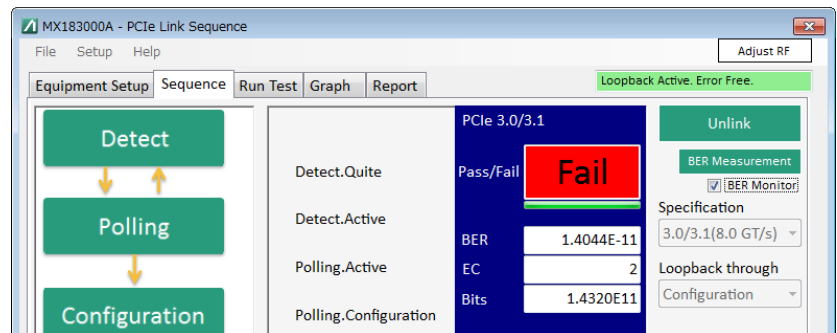 MX183000A - PCIe Link Sequence
File Setup Help
Adjust RF
Equipment Setup Sequence Run Test Graph Report
Loopback Active. Error Free.
Detect
Polling
Configuration
Detect.Quite
Detect.Active
Polling.Active
Polling.Configuration
PCIe 3.0/3.1
Pass/Fail Fail
BER 1.4044E-11
EC 2
Bits 1.4320E11
Unlink
BER Measurement
BER Monitor
Specification
3.0/3.1(8.0 GT/s)
Loopback through
Configuration